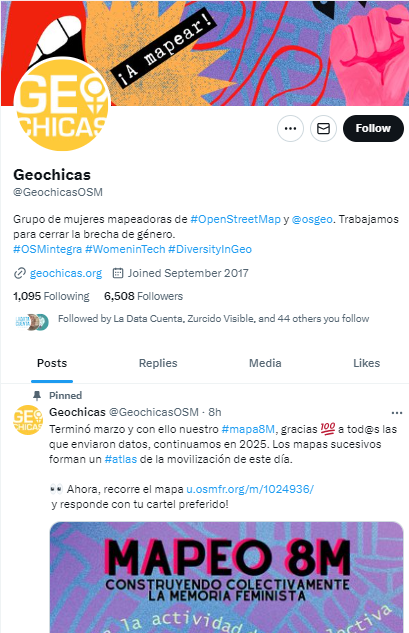 ¡A mapear!
GEO
CHICAS
Follow
Geochicas
@GeochicasOSM
Grupo de mujeres mapeadoras de #OpenStreetMap y @osgeo. Trabajamos
para cerrar la brecha de género.
#OSMintegra #WomeninTech #DiversityInGeo
geochicas.org Joined September 2017
1,095 Following 6,508 Followers
Followed by La Data Cuenta, Zurcido Visible, and 44 others you follow
Posts Replies Media Likes
Pinned
GEO
CHICAS
Geochicas @GeochicasOSM · 8h
Terminó marzo y con ello nuestro #mapa8M, gracias 💯 a tod@s las
que enviaron datos, continuamos en 2025. Los mapas sucesivos
forman un #atlas de la movilización de este día.
👀 Ahora, recorre el mapa u.osmfr.org/m/1024936/
y responde con tu cartel preferido!
MAPEO 8M
CONSTRUYENDO COLECTIVAMENTE
LA MEMORIA FEMINISTA
la actividad d